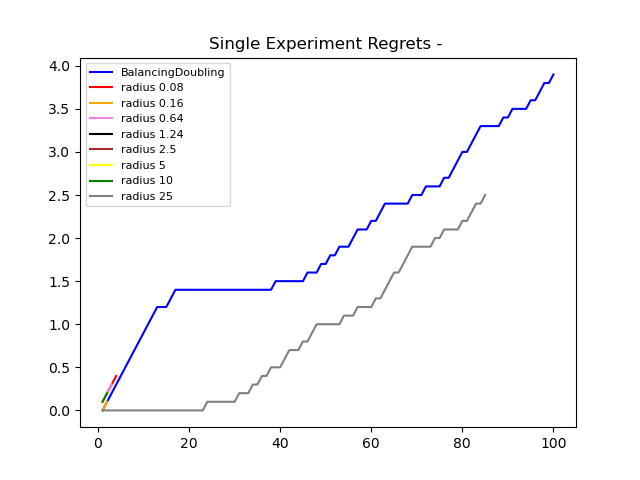 Single Experiment Regrets -
BalancingDoubling
radius 0.08
radius 0.16
radius 0.64
radius 1.24
radius 2.5
radius 5
radius 10
radius 25
4.0
3.5
3.0
2.5
2.0
1.5
1.0
0.5
0.0
0 20 40 60 80 100